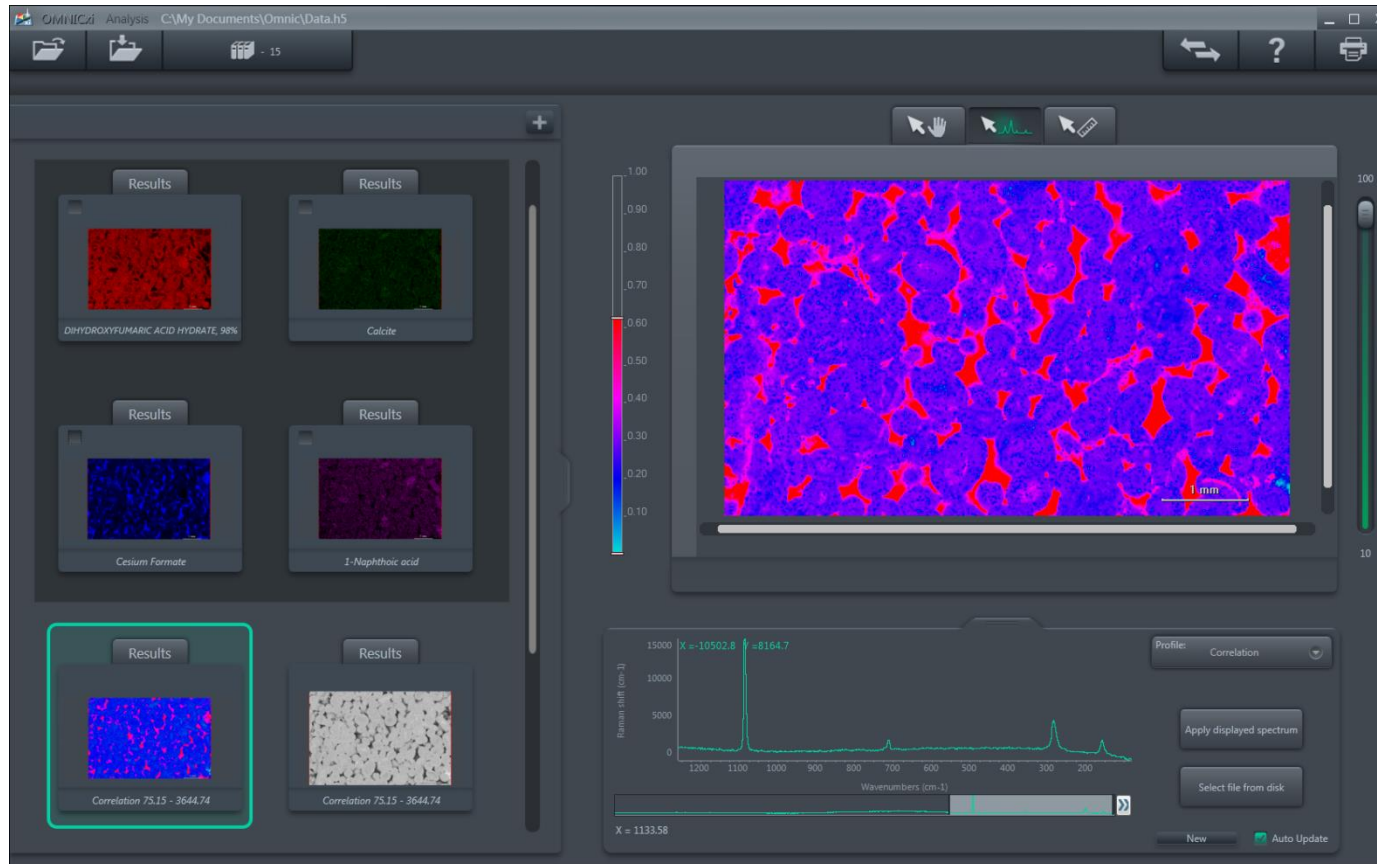 OMNICxi Analysis C:\My Documents\Omnic\Data.h5
- 15
Results
Results
DIHYDROXYFUMARIC ACID HYDRATE, 98%
Calcite
Results
Results
Cesium Formate
1-Naphthoic acid
Results
Results
Correlation 75.15 - 3644.74
Correlation 75.15 - 3644.74
1.00
0.90
0.80
0.70
0.60
0.50
0.40
0.30
0.20
0.10
1 mm
100
10
X =-10502.8 Y =8164.7
15000
10000
5000
0
Raman shift (cm-1)
1200 1100 1000 900 800 700 600 500 400 300 200
Wavenumbers (cm-1)
X = 1133.58
Profile:
Correlation
Apply displayed spectrum
Select file from disk
New
Auto Update